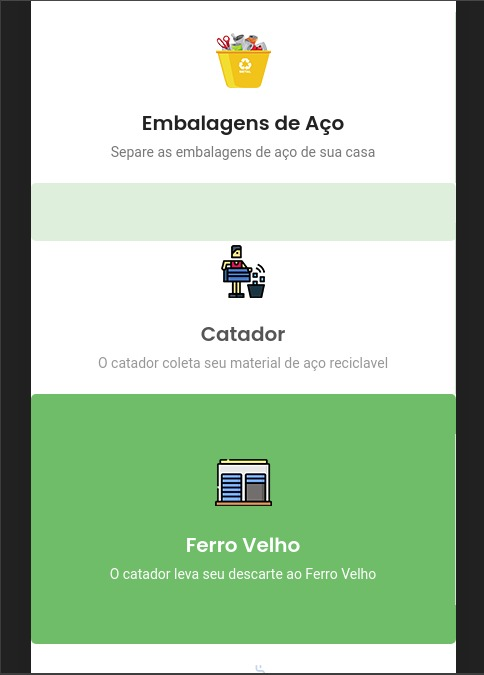 Embalagens de Aço
Separe as embalagens de aço de sua casa
Catador
O catador coleta seu material de aço reciclavel
Ferro Velho
O catador leva seu descarte ao Ferro Velho